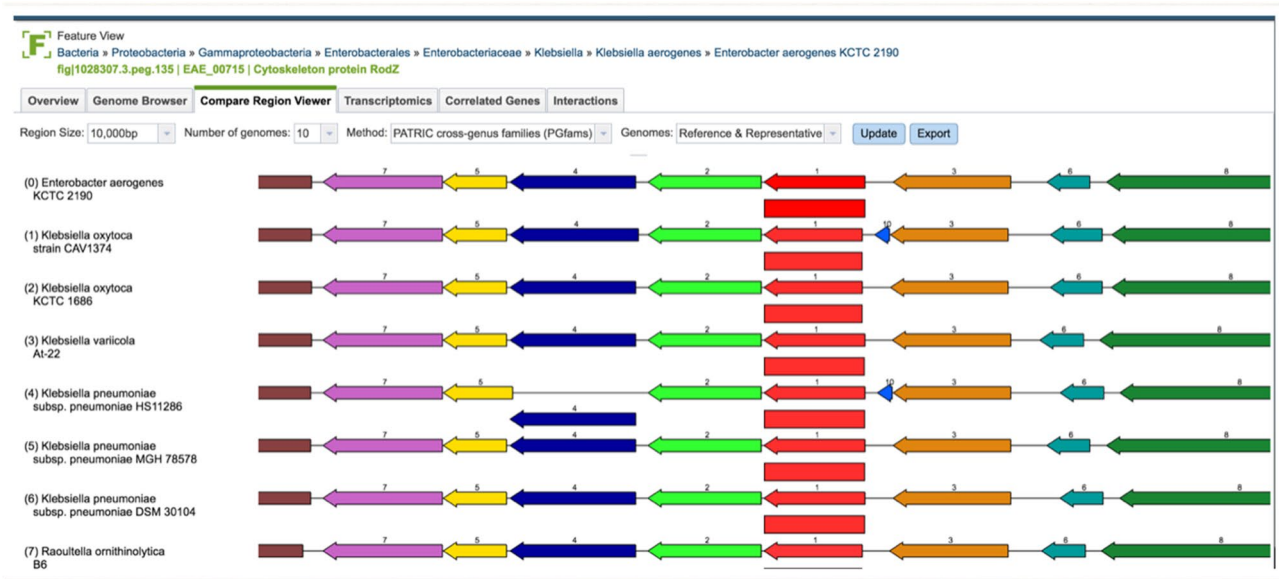 F
Feature View
Bacteria » Proteobacteria » Gammaproteobacteria » Enterobacterales » Enterobacteriaceae » Klebsiella » Klebsiella aerogenes » Enterobacter aerogenes KCTC 2190
fig|1028307.3.peg.135 | EAE_00715 | Cytoskeleton protein RodZ
Overview Genome Browser Compare Region Viewer Transcriptomics Correlated Genes Interactions
Region Size: 10,000bp Number of genomes: 10 Method: PATRIC cross-genus families (PGfams) Genomes: Reference & Representative Update Export
7 5 4 2 1 3 6 8
(0) Enterobacter aerogenes
KCTC 2190
7 5 4 2 1 10 3 6 8
(1) Klebsiella oxytoca
strain CAV1374
7 5 4 2 1 3 6 8
(2) Klebsiella oxytoca
KCTC 1686
7 5 4 2 1 3 6 8
(3) Klebsiella variicola
At-22
7 5 2 1 10 3 6 8
(4) Klebsiella pneumoniae
subsp. pneumoniae HS11286
4
7 5 4 2 1 3 6 8
(5) Klebsiella pneumoniae
subsp. pneumoniae MGH 78578
7 5 4 2 1 3 6 8
(6) Klebsiella pneumoniae
subsp. pneumoniae DSM 30104
7 5 4 2 1 3 6 8
(7) Raoultella ornithinolytica
B6